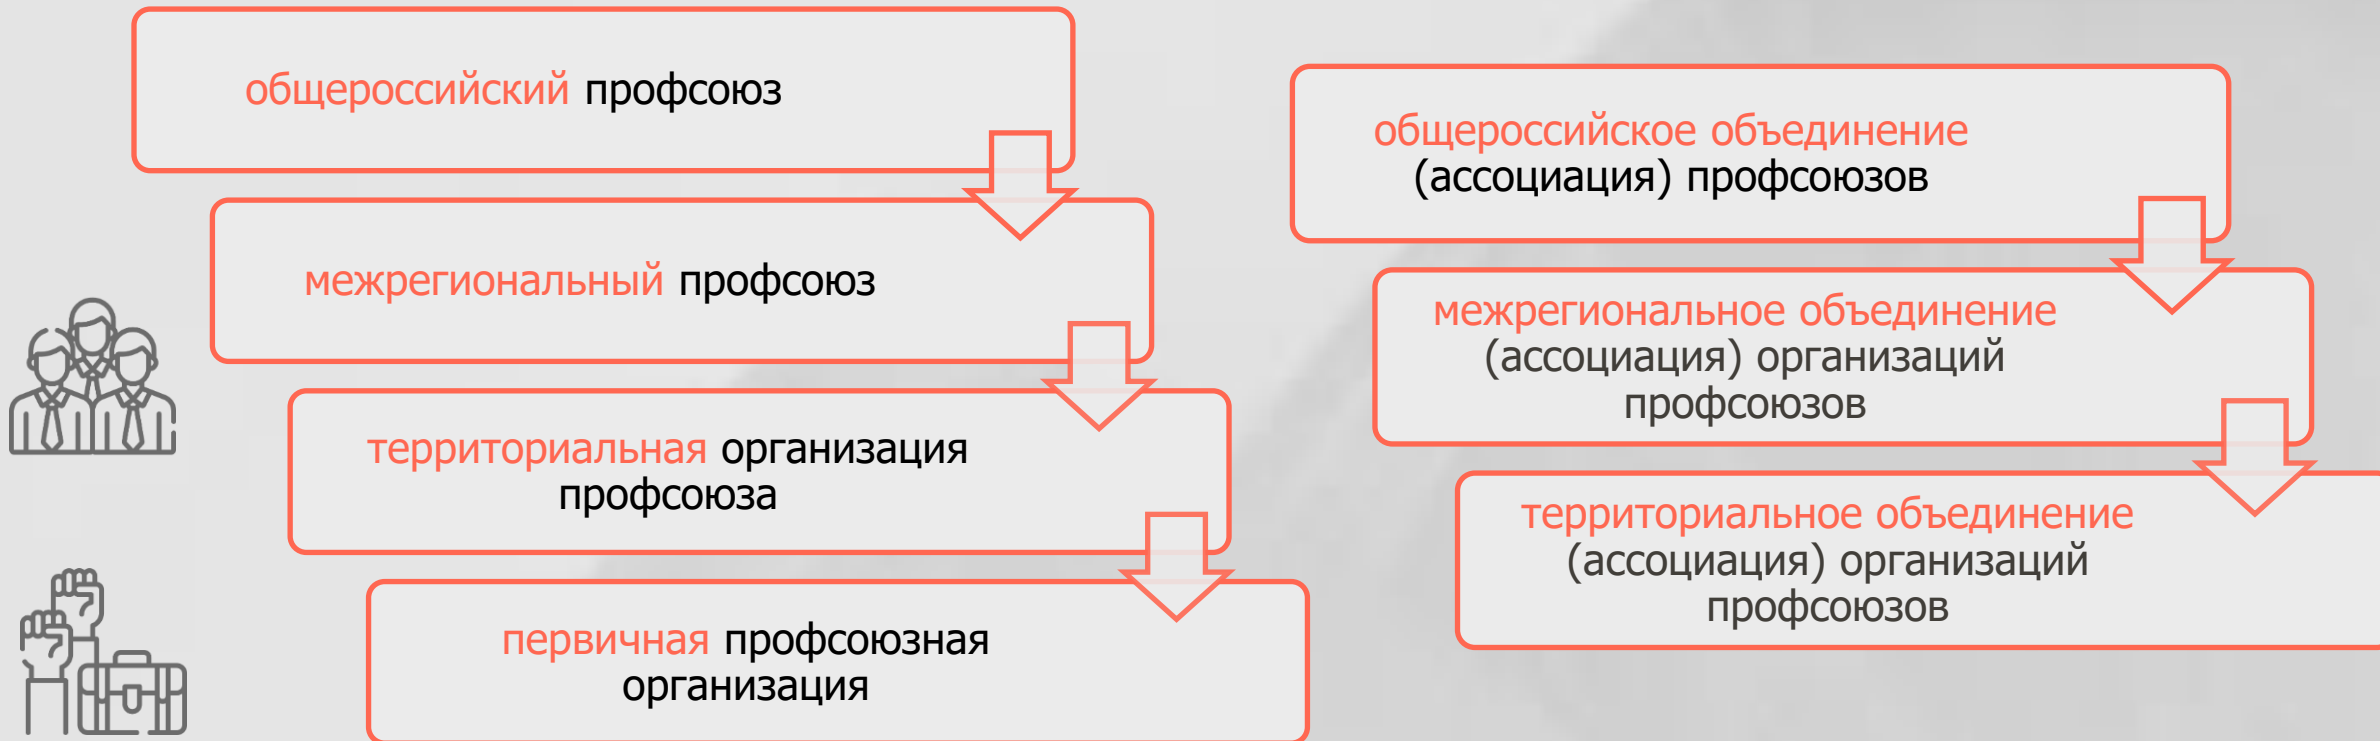 общероссийский профсоюз
межрегиональный профсоюз
территориальная организация
профсоюза
первичная профсоюзная
организация
общероссийское объединение
(ассоциация) профсоюзов
межрегиональное объединение
(ассоциация) организаций
профсоюзов
территориальное объединение
(ассоциация) организаций
профсоюзов